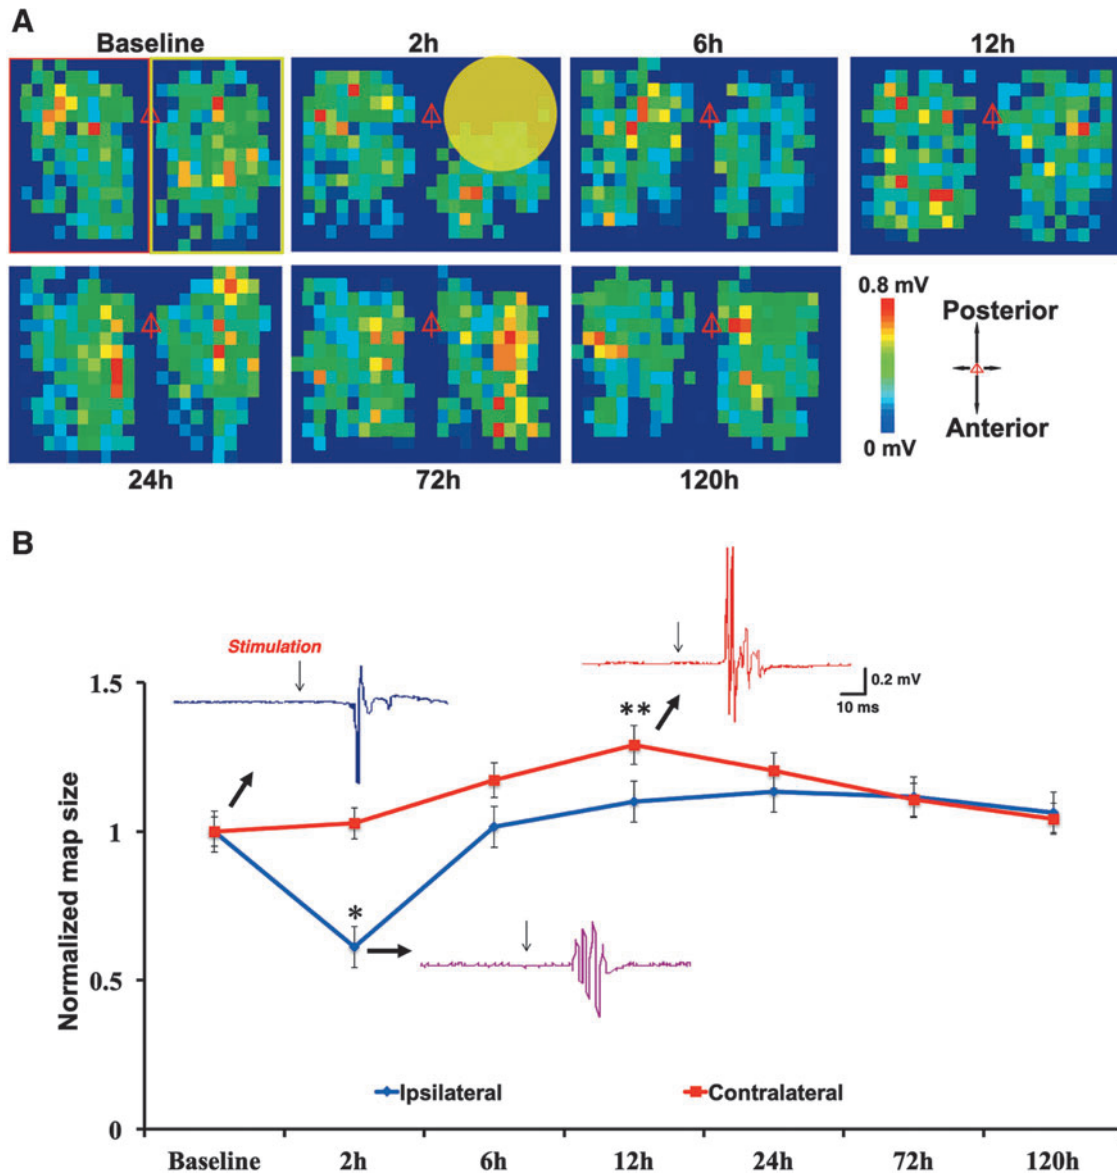 A
Baseline 2h 6h 12h
0.8 mV
0 mV
Posterior
Anterior
24h 72h 120h
B
Stimulation
0.2 mV
10 ms
**
*
Normalized map size
1.5
1
0.5
0
Ipsilateral Contralateral
Baseline 2h 6h 12h 24h 72h 120h